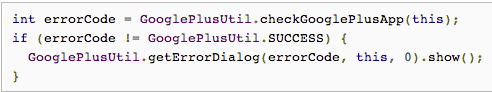 int errorCode = GooglePlusUtil.checkGooglePlusApp(this);
if (errorCode != GooglePlusUtil.SUCCESS) {
  GooglePlusUtil.getErrorDialog(errorCode, this, 0).show();
}